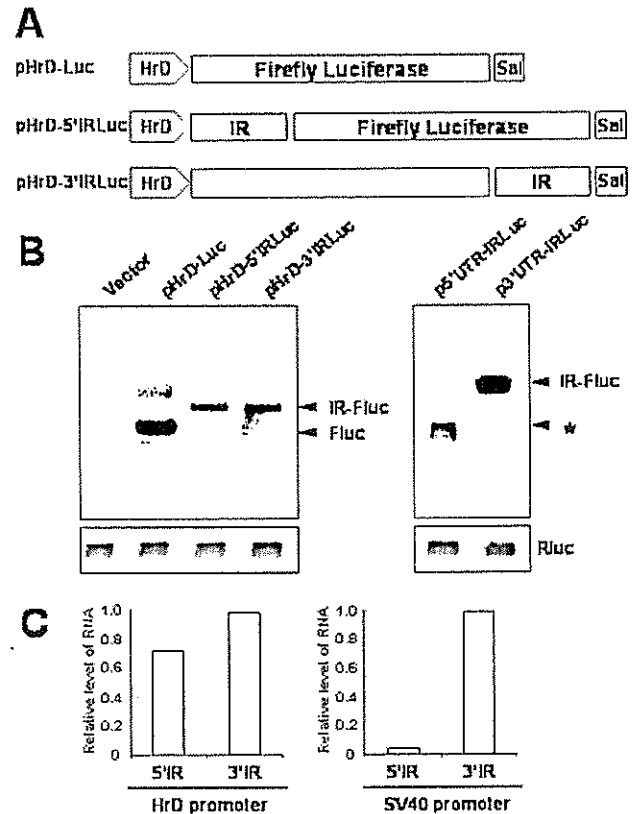 A
pHrD-Luc HrD Firefly Luciferase Sal
pHrD-5'IRLuc HrD IR Firefly Luciferase Sal
pHrD-3'IRLuc HrD IR Sal
B
Vector pHrD-Luc pHrD-5'IRLuc pHrD-3'IRLuc p5'UTR-IRLuc p3'UTR-IRLuc
IR-Fluc IR-Fluc
Fluc *
Rluc
C
Relative level of RNA Relative level of RNA
1.0 1.0
0.8 0.8
0.6 0.6
0.4 0.4
0.2 0.2
0 0
5'IR 3'IR 5'IR 3'IR
HrD promoter SV40 promoter